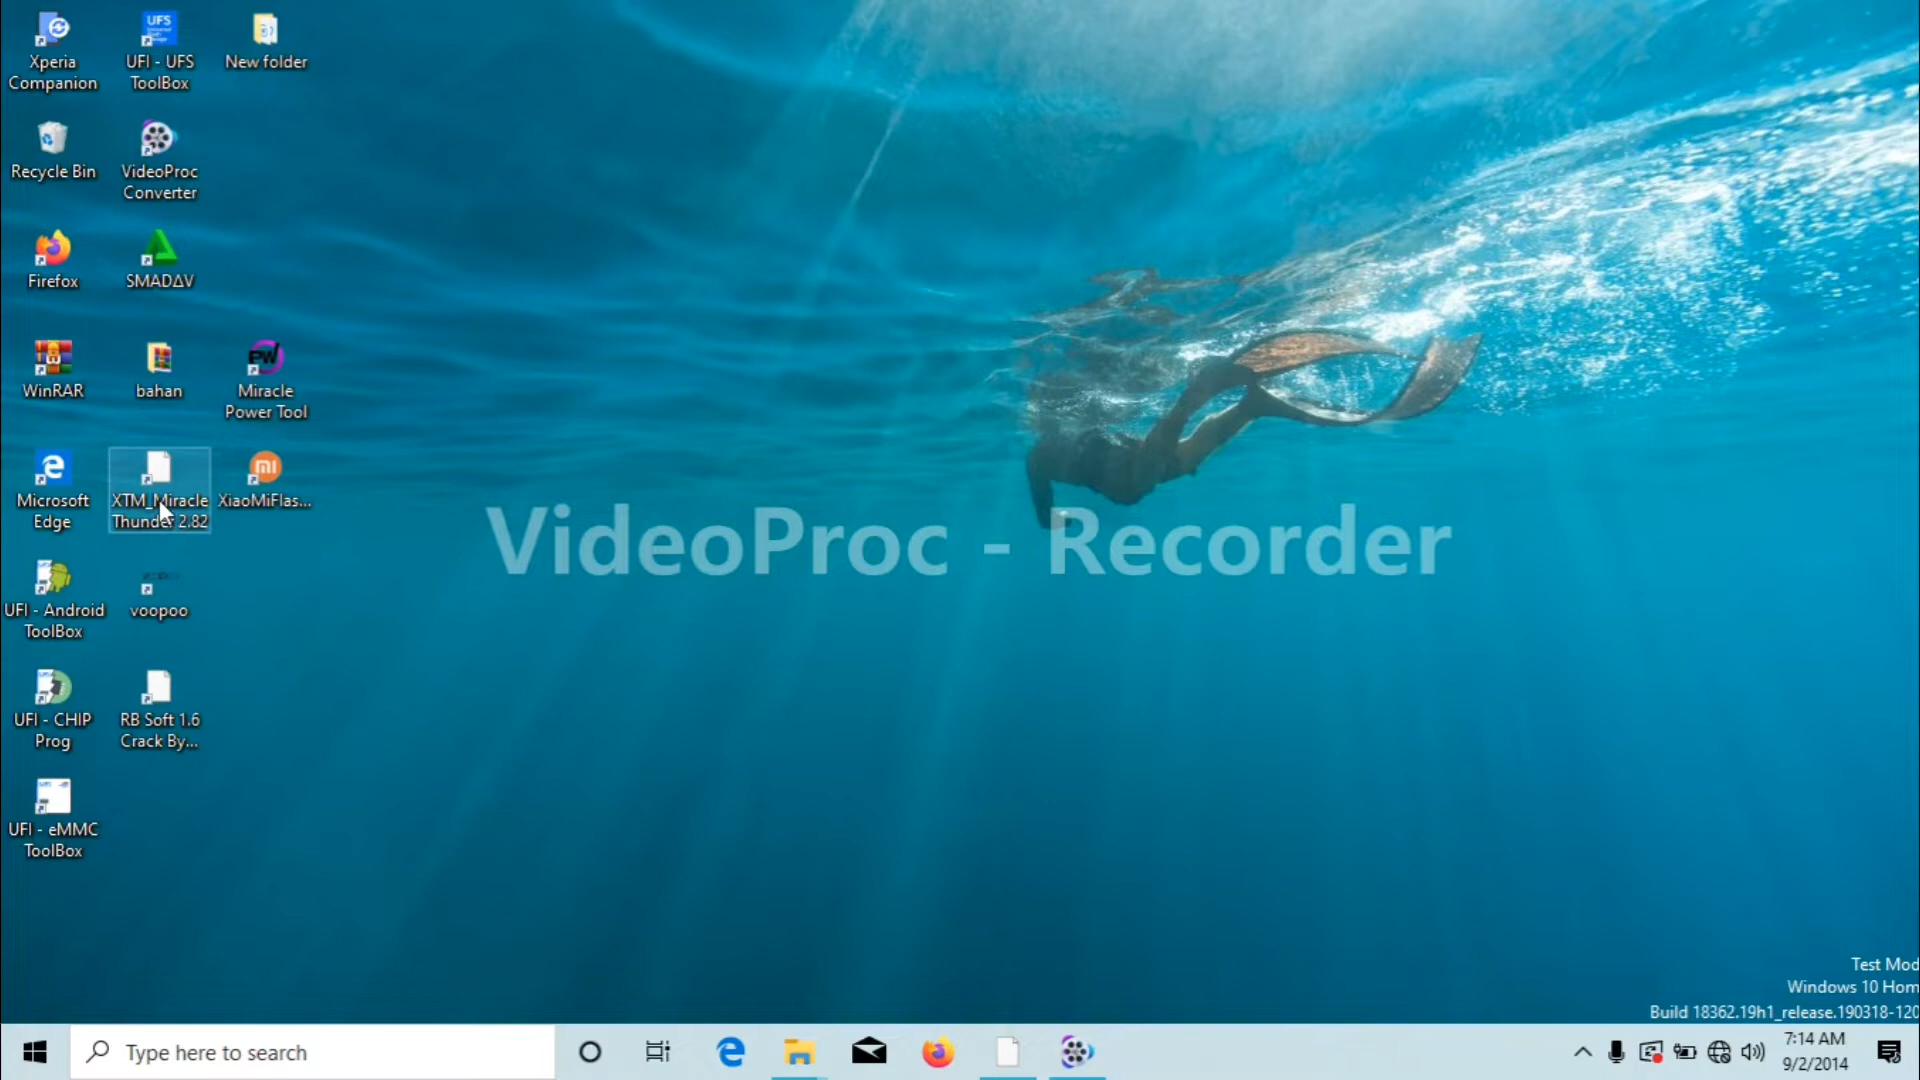 Xperia
Companion
UFS
UFI - UFS
ToolBox
New folder
Recycle Bin
VideoProc
Converter
Firefox
SMADΔV
WinRAR
bahan
Miracle
Power Tool
Microsoft
Edge
XTM_Miracle
Thunder 2.82
XiaoMiFlas...
VideoProc - Recorder
UFI - Android
ToolBox
voopoo
UFI - CHIP
Prog
RB Soft 1.6
Crack By...
UFI - eMMC
ToolBox
Test Mod
Windows 10 Hom
Build 18362.19h1_release.190318-120
Type here to search
7:14 AM
9/2/2014